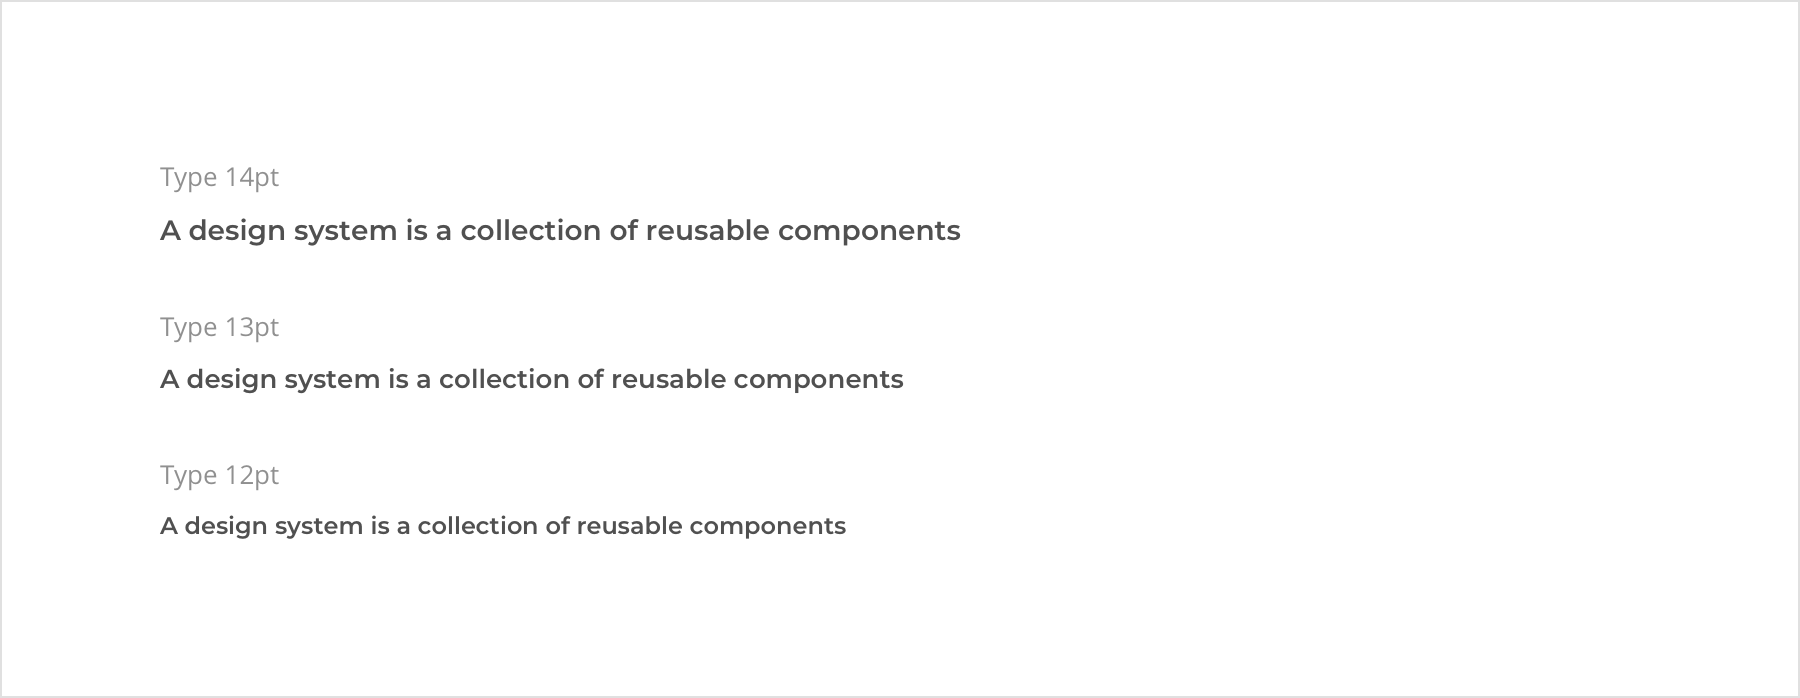 Type 14pt
A design system is a collection of reusable components
Type 13pt
A design system is a collection of reusable components
Type 12pt
A design system is a collection of reusable components